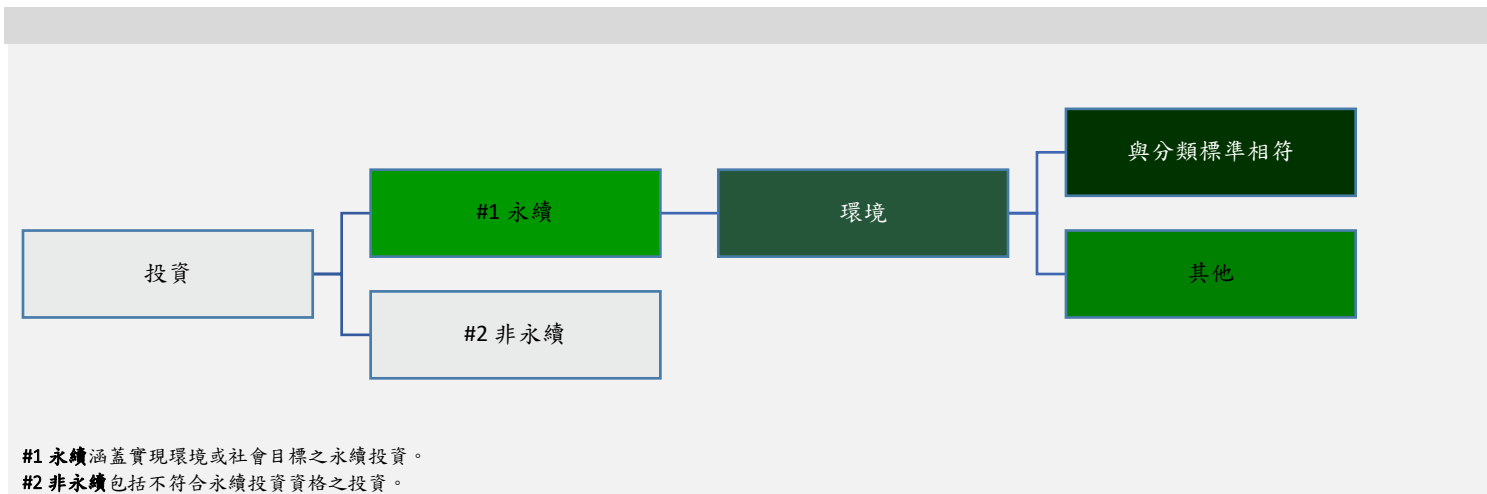 與分類標準相符
#1 永續
環境
投資
其他
#2 非永續
#1 永續涵蓋實現環境或社會目標之永續投資。
#2 非永續包括不符合永續投資資格之投資。